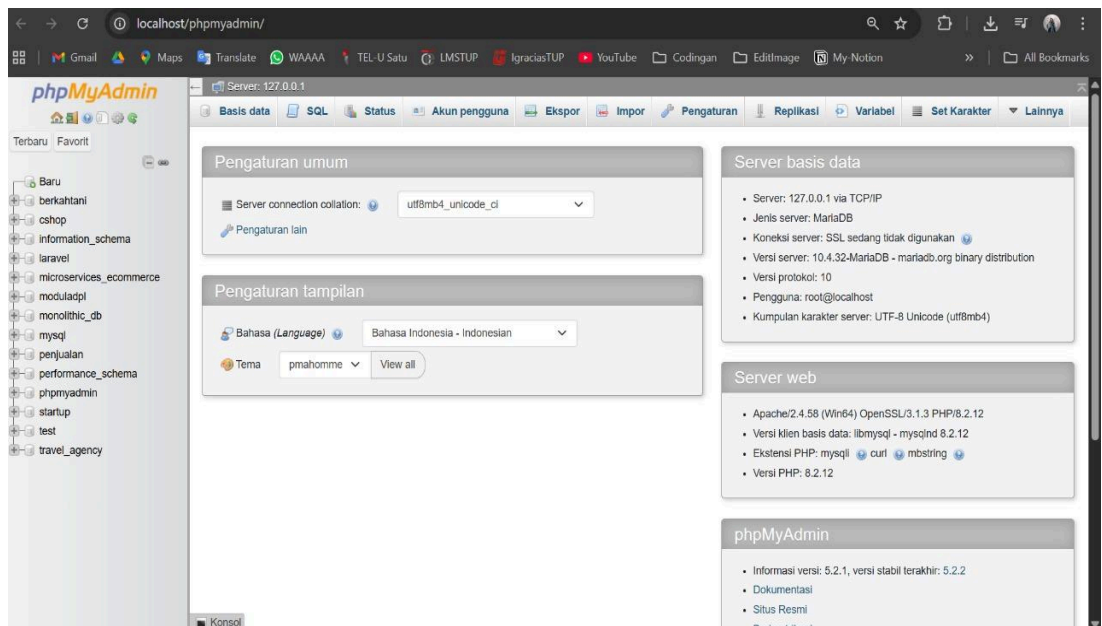 localhost/phpmyadmin/
Gmail Maps Translate WAAAA TEL-U Satu LMSTUP IgraciasTUP YouTube Codingan EditImage My-Notion » All Bookmarks
phpMyAdmin
Terbaru Favorit
Baru
berkahtani
cshop
information_schema
laravel
microservices_ecommerce
moduladpl
monolithic_db
mysql
penjualan
performance_schema
phpmyadmin
startup
test
travel_agency
Server: 127.0.0.1
Basis data SQL Status Akun pengguna Ekspor Impor Pengaturan Replikasi Variabel Set Karakter Lainnya
Pengaturan umum
Server connection collation: utf8mb4_unicode_ci
Pengaturan lain
Pengaturan tampilan
Bahasa (Language) Bahasa Indonesia - Indonesian
Tema pmahomme View all
Server basis data
• Server: 127.0.0.1 via TCP/IP
• Jenis server: MariaDB
• Koneksi server: SSL sedang tidak digunakan
• Versi server: 10.4.32-MariaDB - mariadb.org binary distribution
• Versi protokol: 10
• Pengguna: root@localhost
• Kumpulan karakter server: UTF-8 Unicode (utf8mb4)
Server web
• Apache/2.4.58 (Win64) OpenSSL/3.1.3 PHP/8.2.12
• Versi klien basis data: libmysql - mysqlnd 8.2.12
• Ekstensi PHP: mysqli curl mbstring
• Versi PHP: 8.2.12
phpMyAdmin
• Informasi versi: 5.2.1, versi stabil terakhir: 5.2.2
• Dokumentasi
• Situs Resmi
Konsol